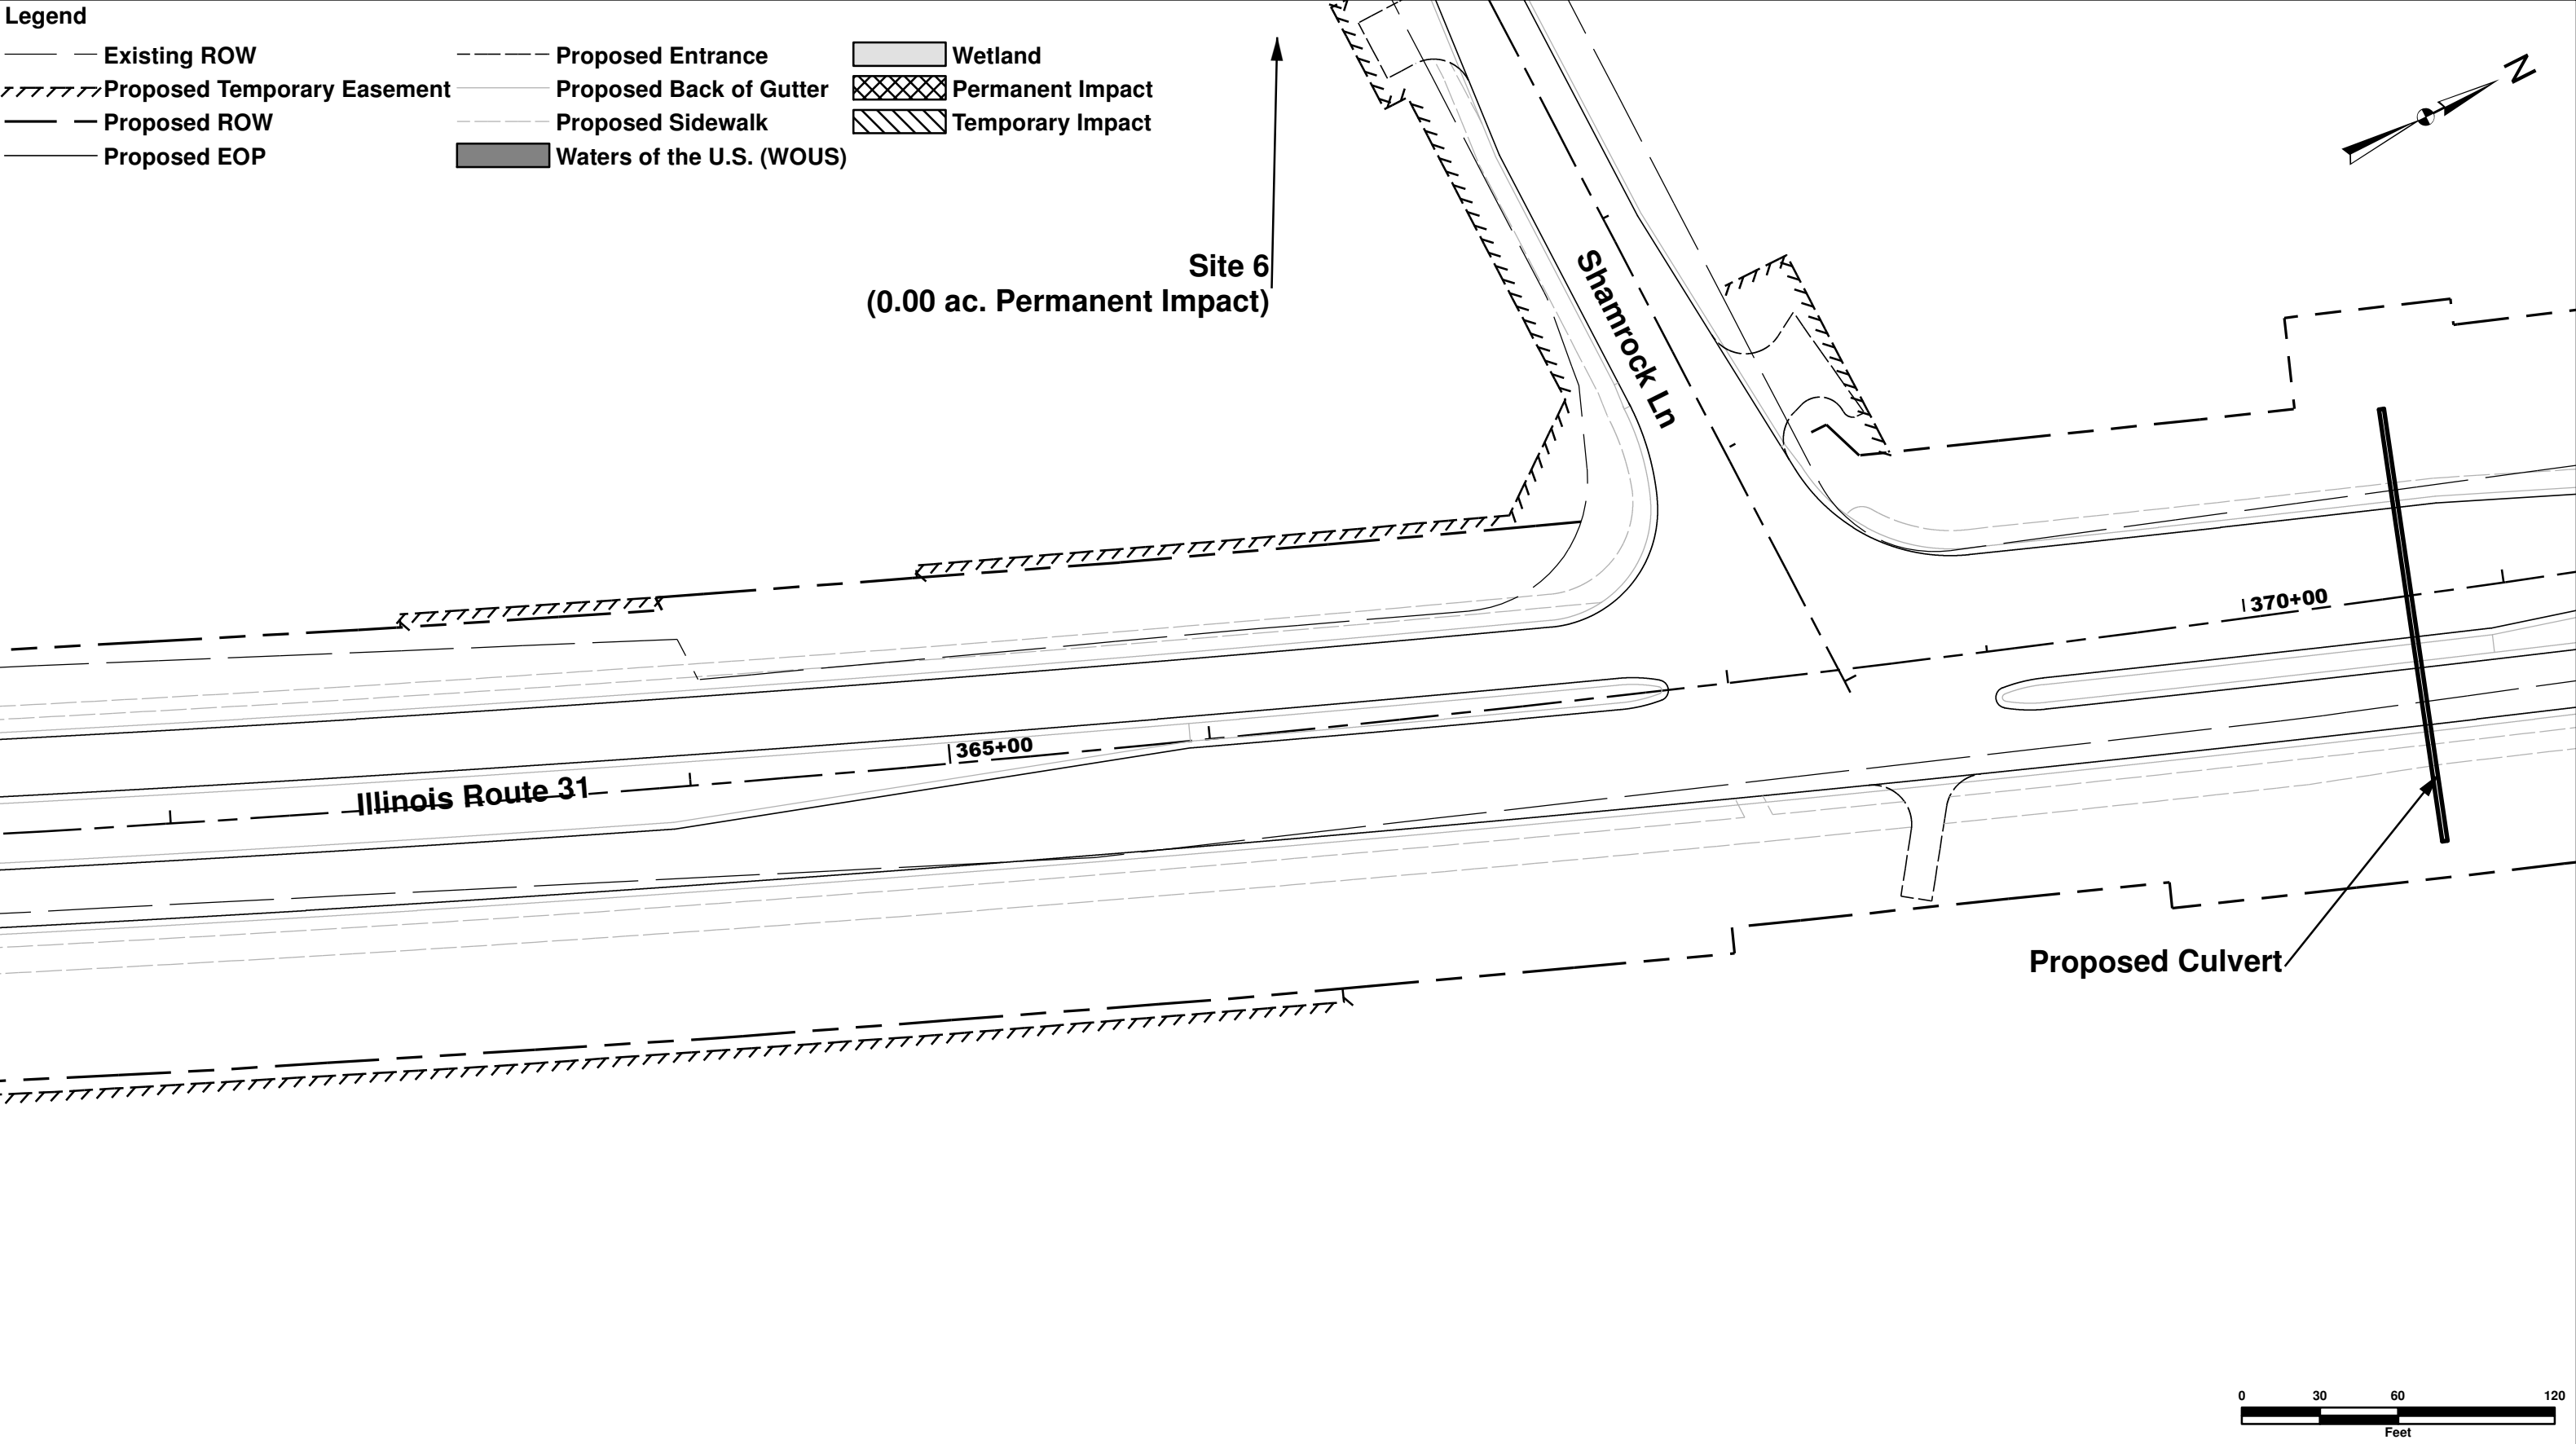 Legend
Existing ROW
Proposed Temporary Easement
Proposed ROW
Proposed EOP
Proposed Entrance
Proposed Back of Gutter
Proposed Sidewalk
Waters of the U.S. (WOUS)
Wetland
Permanent Impact
Temporary Impact
N
Site 6
(0.00 ac. Permanent Impact)
Shamrock Ln
370+00
365+00
Illinois Route 31
Proposed Culvert
0 30 60 120
Feet